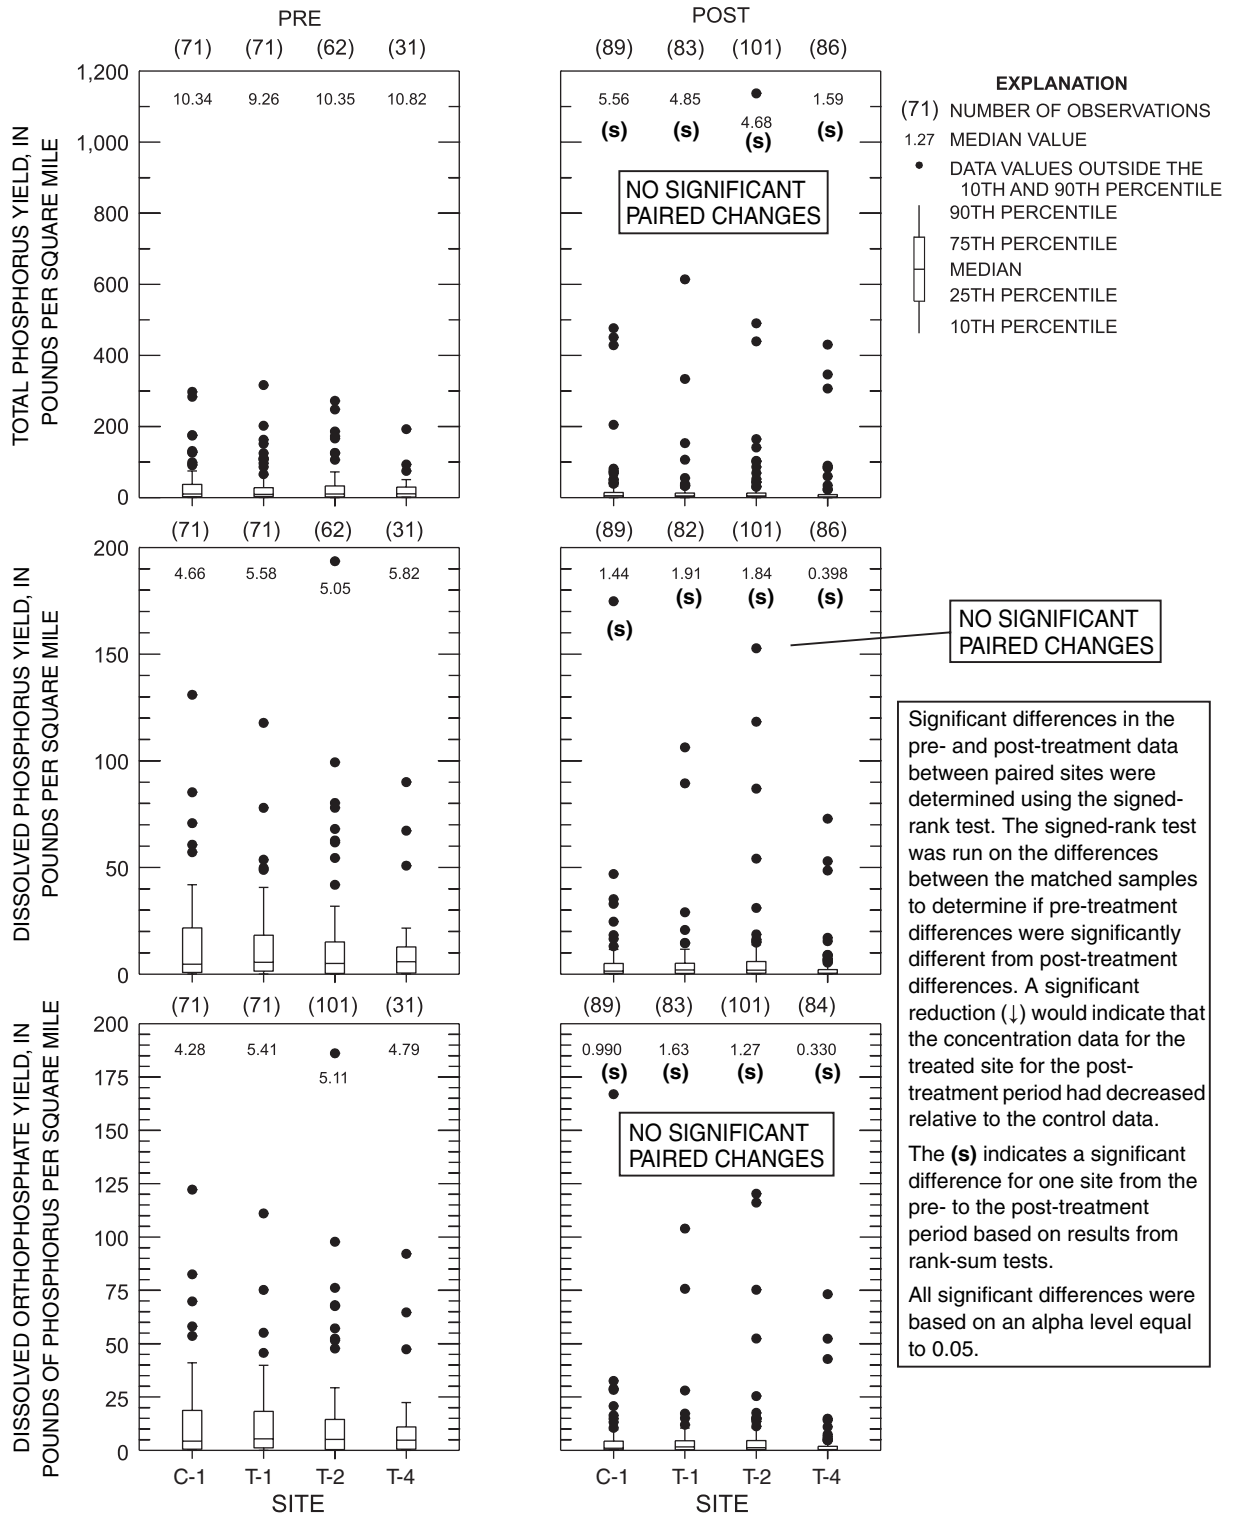 PRE
POST
(71) (71) (62) (31)
(89) (83) (101) (86)
1,200
1,000
800
600
400
200
0
TOTAL PHOSPHORUS YIELD, IN
POUNDS PER SQUARE MILE
10.34 9.26 10.35 10.82
5.56 4.85 4.68 1.59
(s) (s) (s) (s)
NO SIGNIFICANT
PAIRED CHANGES
EXPLANATION
(71) NUMBER OF OBSERVATIONS
1.27 MEDIAN VALUE
DATA VALUES OUTSIDE THE
10TH AND 90TH PERCENTILE
90TH PERCENTILE
75TH PERCENTILE
MEDIAN
25TH PERCENTILE
10TH PERCENTILE
(71) (71) (62) (31)
(89) (82) (101) (86)
200
150
100
50
0
DISSOLVED PHOSPHORUS YIELD, IN
POUNDS PER SQUARE MILE
4.66 5.58 5.05 5.82
1.44 1.91 1.84 0.398
(s) (s) (s) (s)
NO SIGNIFICANT
PAIRED CHANGES
Significant differences in the
pre- and post-treatment data
between paired sites were
determined using the signed-
rank test. The signed-rank test
was run on the differences
between the matched samples
to determine if pre-treatment
differences were significantly
different from post-treatment
differences. A significant
reduction (↓) would indicate that
the concentration data for the
treated site for the post-
treatment period had decreased
relative to the control data.
The (s) indicates a significant
difference for one site from the
pre- to the post-treatment
period based on results from
rank-sum tests.
All significant differences were
based on an alpha level equal
to 0.05.
(71) (71) (101) (31)
(89) (83) (101) (84)
200
175
150
125
100
75
50
25
0
DISSOLVED ORTHOPHOSPHATE YIELD, IN
POUNDS OF PHOSPHORUS PER SQUARE MILE
4.28 5.41 5.11 4.79
0.990 1.63 1.27 0.330
(s) (s) (s) (s)
NO SIGNIFICANT
PAIRED CHANGES
C-1 T-1 T-2 T-4
SITE
C-1 T-1 T-2 T-4
SITE